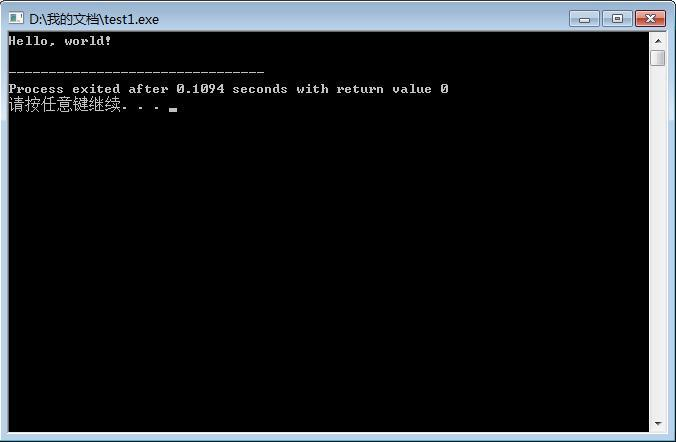 D:\我的文档\test1.exe
Hello, world!
--------------------------------
Process exited after 0.1094 seconds with return value 0
请按任意键继续. . .